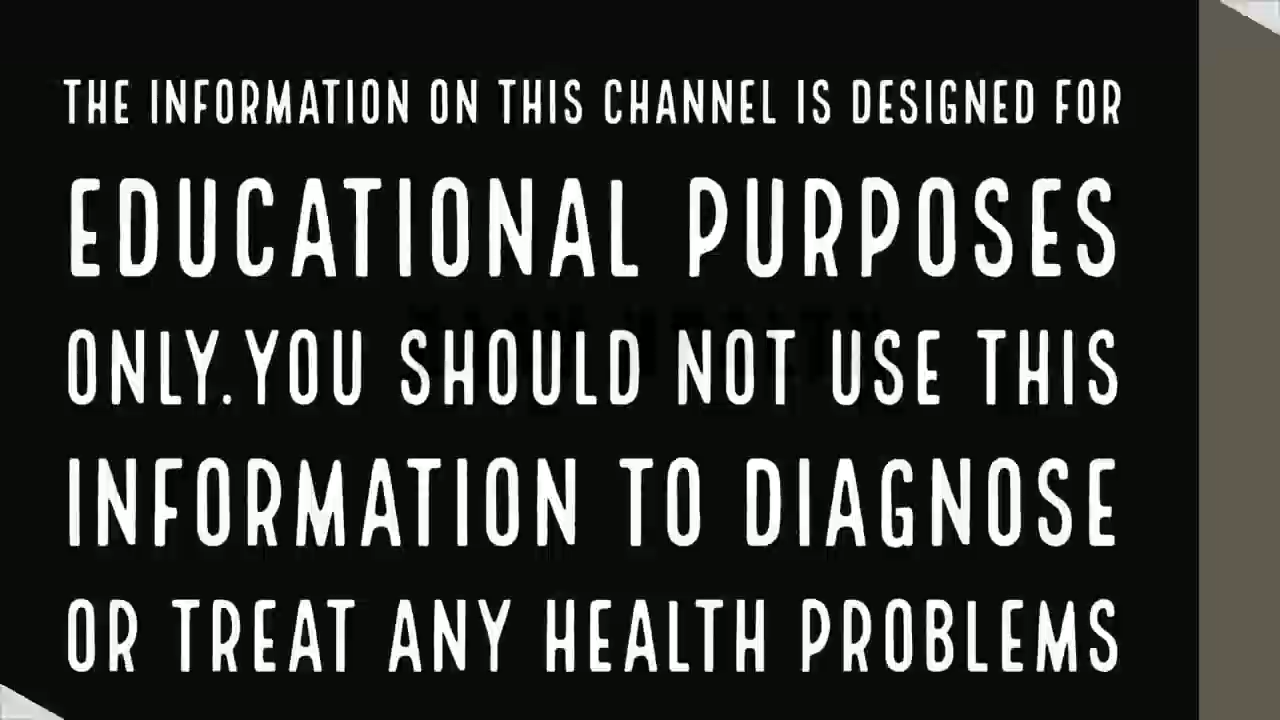 THE INFORMATION ON THIS CHANNEL IS DESIGNED FOR
EDUCATIONAL PURPOSES
ONLY.YOU SHOULD NOT USE THIS
INFORMATION TO DIAGNOSE
OR TREAT ANY HEALTH PROBLEMS